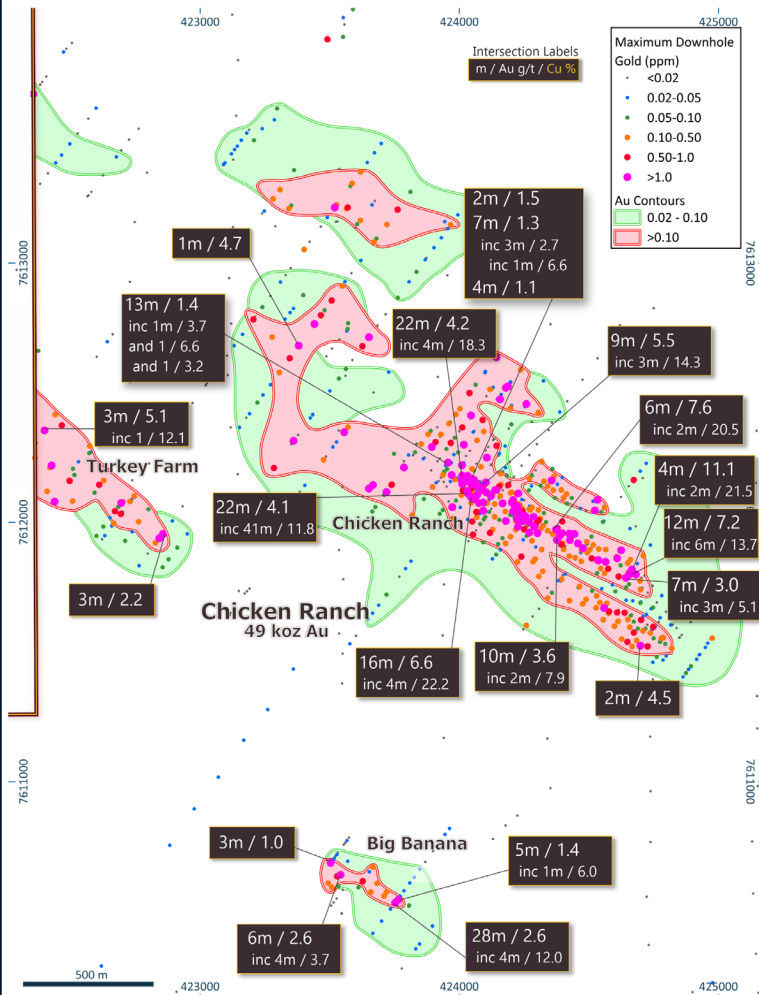 423000
424000
425000
Intersection Labels
m / Au g/t / Cu %
Maximum Downhole
Gold (ppm)
<0.02
0.02-0.05
0.05-0.10
0.10-0.50
0.50-1.0
>1.0
Au Contours
0.02 - 0.10
>0.10
7613000
7613000
2m / 1.5
7m / 1.3
inc 3m / 2.7
inc 1m / 6.6
4m / 1.1
1m / 4.7
13m / 1.4
inc 1m / 3.7
and 1 / 6.6
and 1 / 3.2
22m / 4.2
inc 4m / 18.3
9m / 5.5
inc 3m / 14.3
3m / 5.1
inc 1 / 12.1
6m / 7.6
inc 2m / 20.5
Turkey Farm
4m / 11.1
inc 2m / 21.5
22m / 4.1
inc 41m / 11.8
Chicken Ranch
12m / 7.2
inc 6m / 13.7
7612000
7612000
7m / 3.0
inc 3m / 5.1
3m / 2.2
Chicken Ranch
49 koz Au
16m / 6.6
inc 4m / 22.2
10m / 3.6
inc 2m / 7.9
2m / 4.5
7611000
7611000
3m / 1.0
Big Banana
5m / 1.4
inc 1m / 6.0
6m / 2.6
inc 4m / 3.7
28m / 2.6
inc 4m / 12.0
500 m
423000
424000
425000